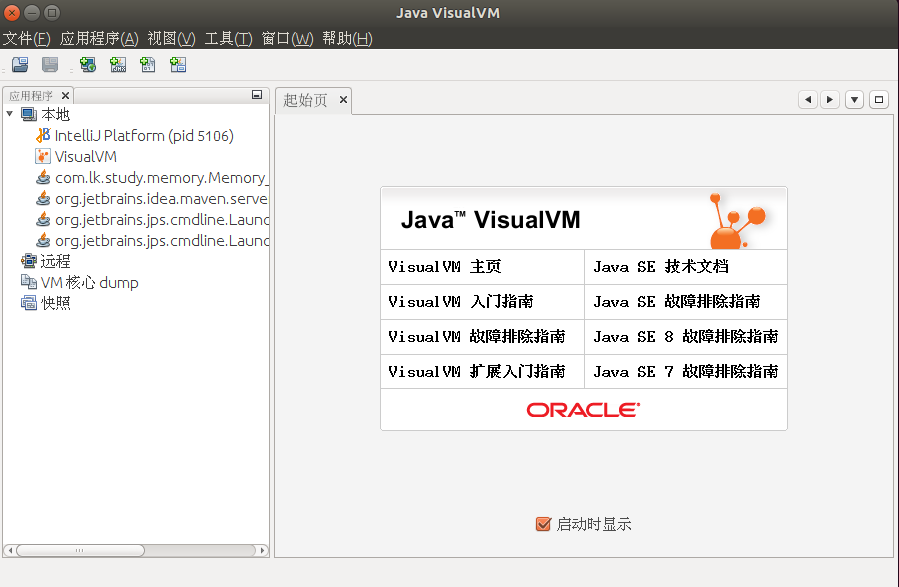 Java VisualVM
文件(F) 应用程序(A) 视图(V) 工具(T) 窗口(W) 帮助(H)
应用程序
起始页
本地
IntelliJ Platform (pid 5106)
VisualVM
com.lk.study.memory.Memory_
org.jetbrains.idea.maven.server
org.jetbrains.jps.cmdline.Launc
org.jetbrains.jps.cmdline.Launc
远程
VM 核心 dump
快照
Java™ VisualVM
VisualVM 主页
Java SE 技术文档
VisualVM 入门指南
Java SE 故障排除指南
VisualVM 故障排除指南
Java SE 8 故障排除指南
VisualVM 扩展入门指南
Java SE 7 故障排除指南
ORACLE
启动时显示